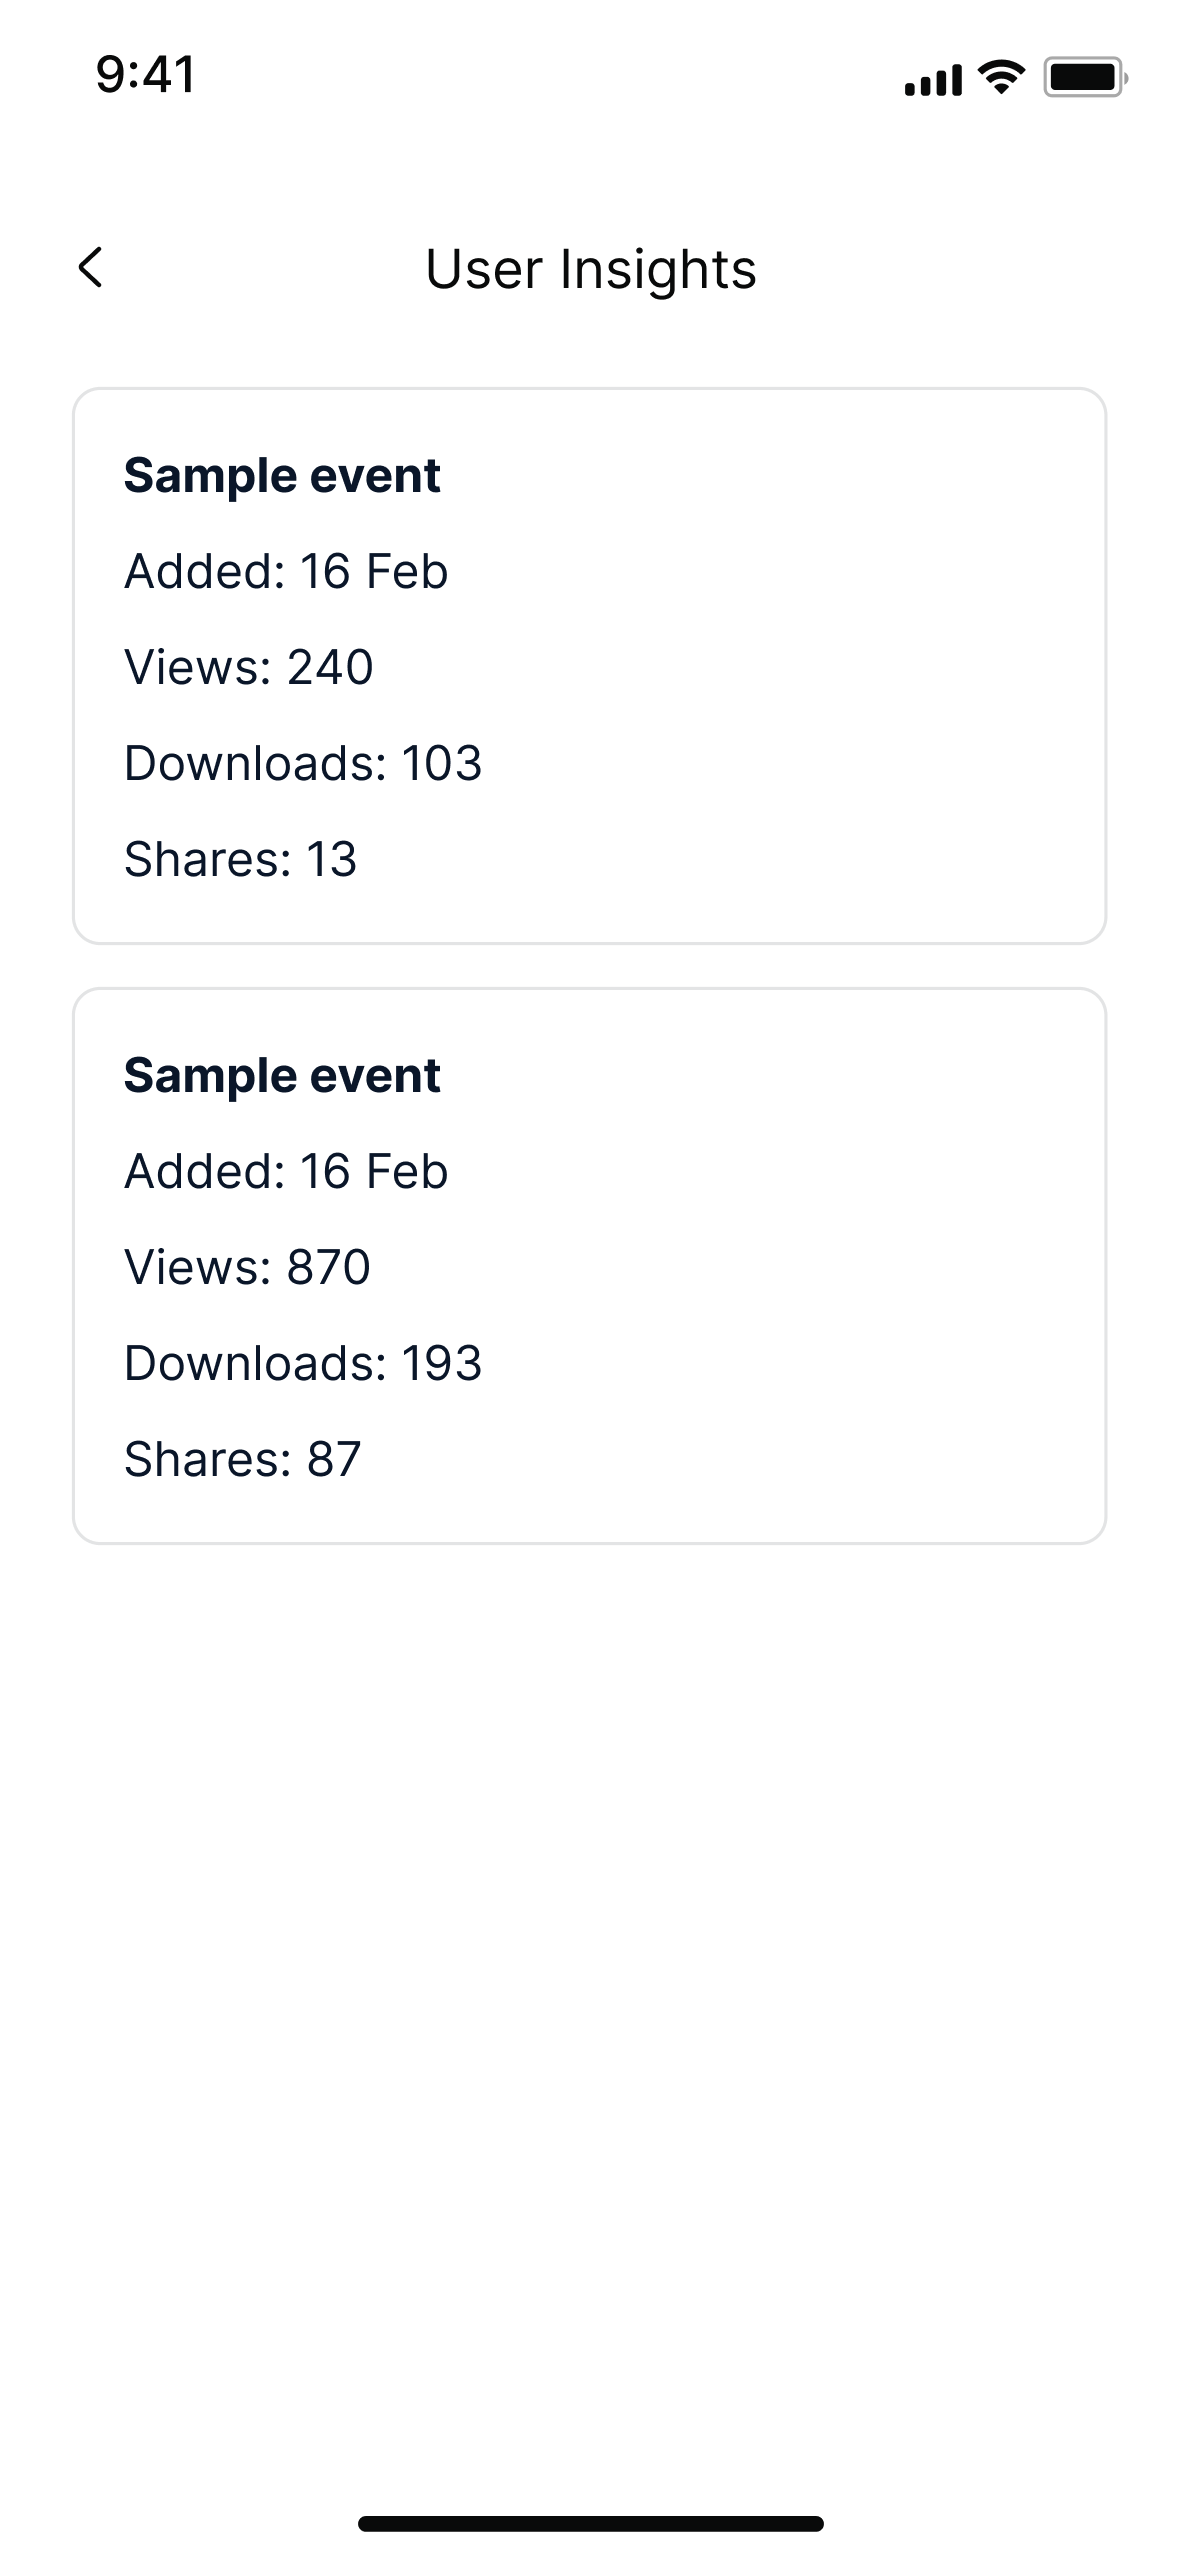 9:41
User Insights
Sample event
Added: 16 Feb
Views: 240
Downloads: 103
Shares: 13
Sample event
Added: 16 Feb
Views: 870
Downloads: 193
Shares: 87